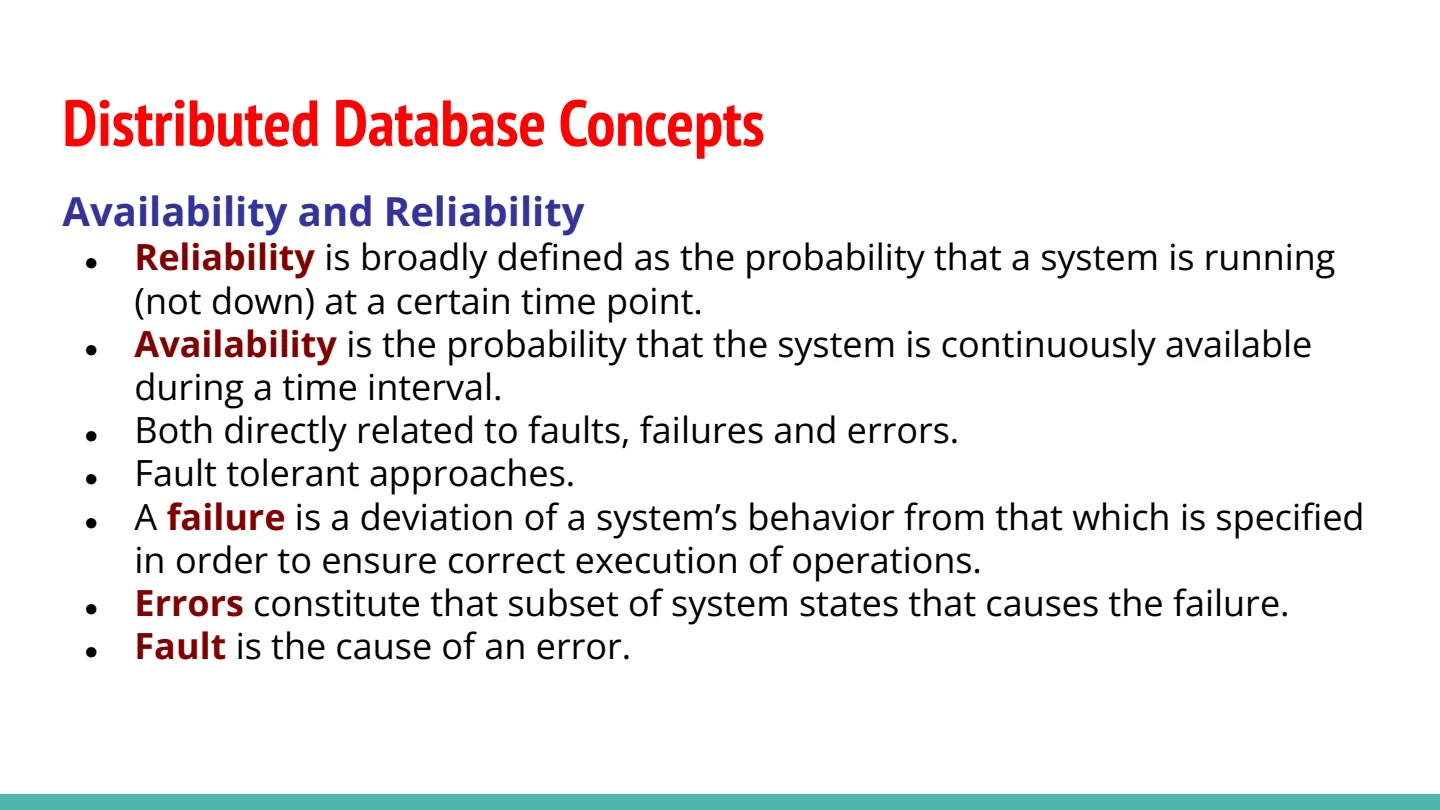 Distributed Database Concepts
Availability and Reliability
● Reliability is broadly defined as the probability that a system is running
(not down) at a certain time point.
● Availability is the probability that the system is continuously available
during a time interval.
● Both directly related to faults, failures and errors.
● Fault tolerant approaches.
● A failure is a deviation of a system’s behavior from that which is specified
in order to ensure correct execution of operations.
● Errors constitute that subset of system states that causes the failure.
● Fault is the cause of an error.